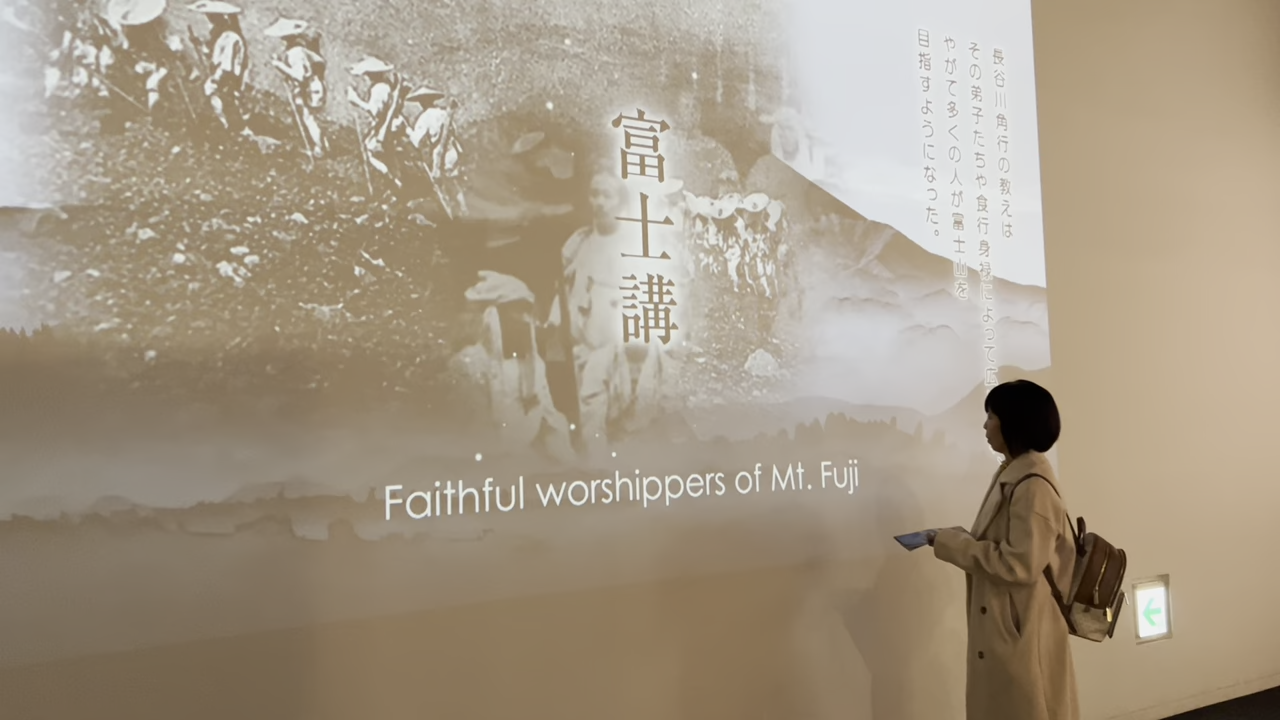 富士講
Faithful worshippers of Mt. Fuji
長谷川角行の教えは
その弟子たちや食行身禄によって広
やがて多くの人が富士山を
目指すようになった。